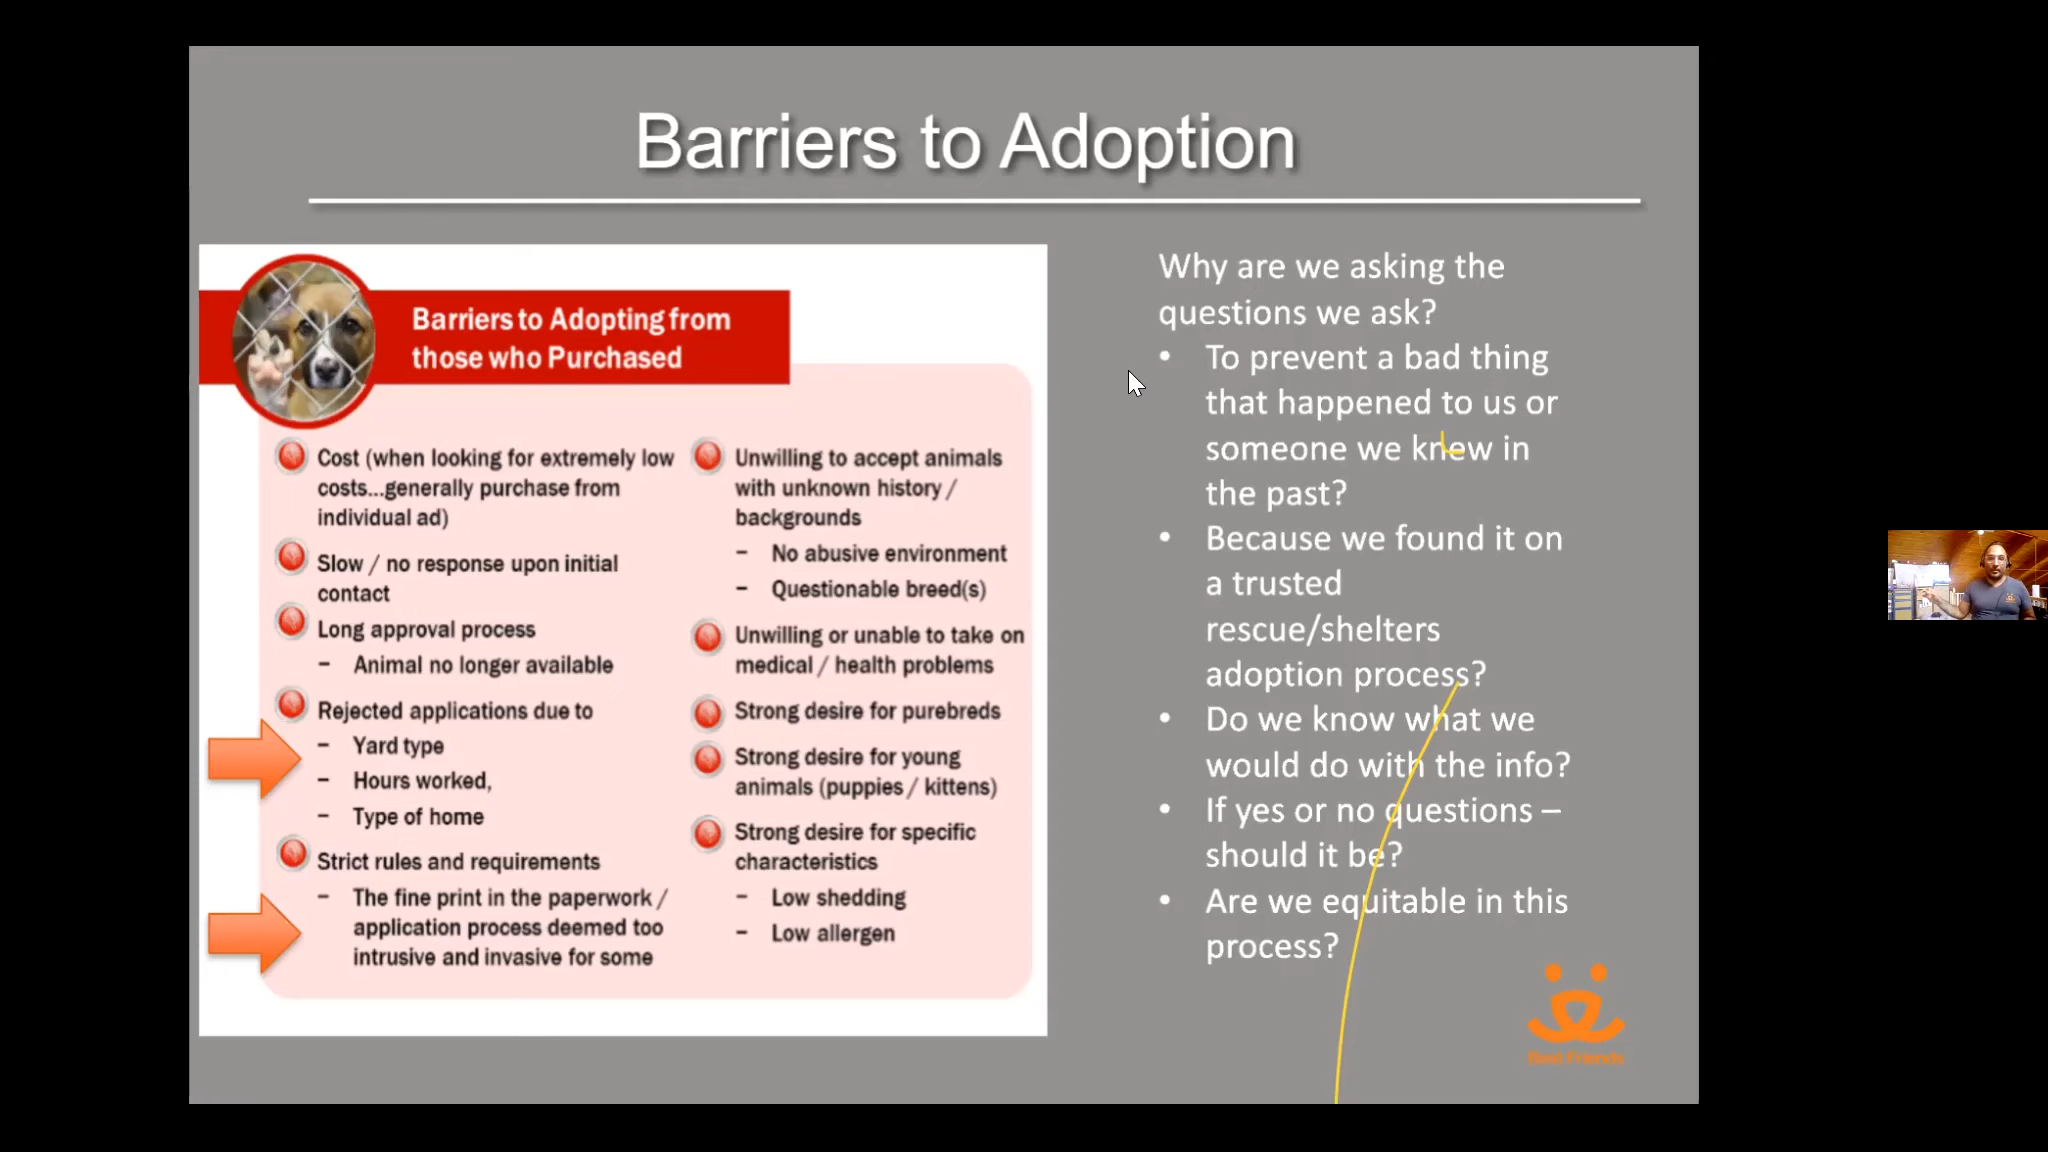 Barriers to Adoption
Barriers to Adopting from
those who Purchased
Cost (when looking for extremely low
costs...generally purchase from
individual ad)
Slow / no response upon initial
contact
Long approval process
– Animal no longer available
Rejected applications due to
– Yard type
– Hours worked,
– Type of home
Strict rules and requirements
– The fine print in the paperwork /
application process deemed too
intrusive and invasive for some
Unwilling to accept animals
with unknown history /
backgrounds
– No abusive environment
– Questionable breed(s)
Unwilling or unable to take on
medical / health problems
Strong desire for purebreds
Strong desire for young
animals (puppies / kittens)
Strong desire for specific
characteristics
– Low shedding
– Low allergen
Why are we asking the
questions we ask?
• To prevent a bad thing
that happened to us or
someone we knew in
the past?
• Because we found it on
a trusted
rescue/shelters
adoption process?
• Do we know what we
would do with the info?
• If yes or no questions –
should it be?
• Are we equitable in this
process?
Best Friends